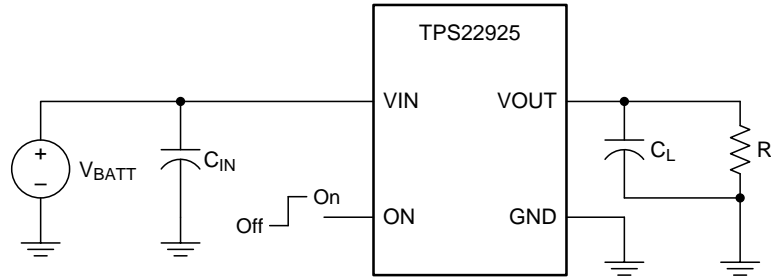 TPS22925
VIN
VOUT
+
−
V_BATT
C_IN
C_L
R
On
Off
ON
GND